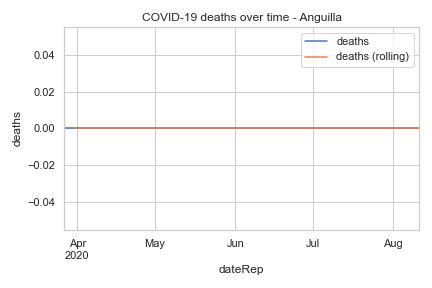 COVID-19 deaths over time - Anguilla
deaths
deaths (rolling)
0.04
0.02
0.00
−0.02
−0.04
deaths
Apr
2020
May
Jun
Jul
Aug
dateRep